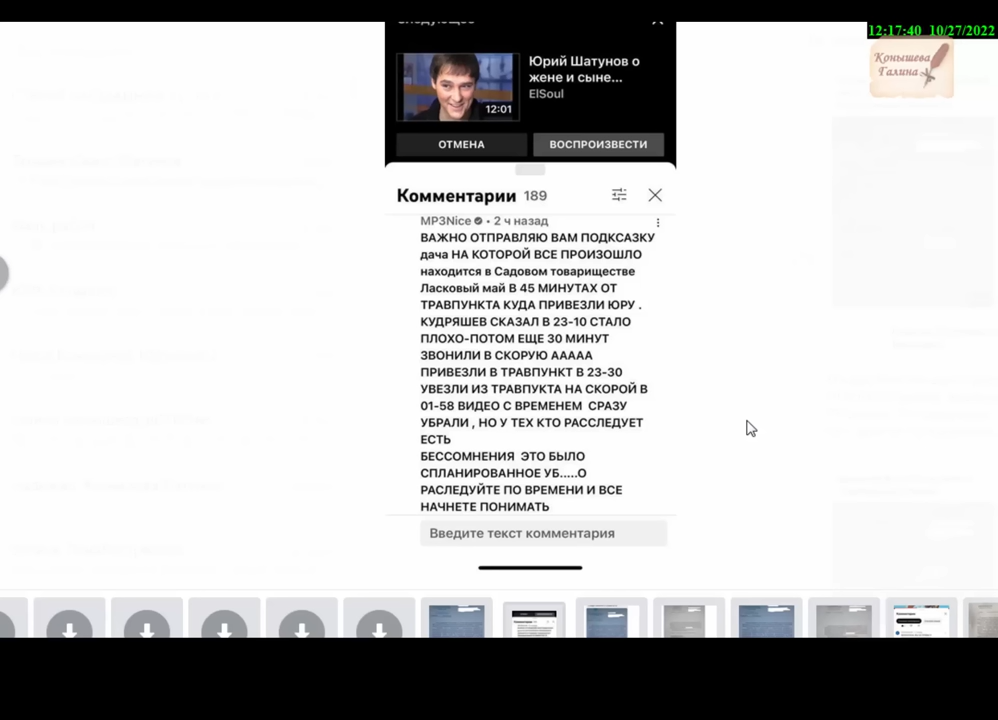 12:17:40 10/27/2022
Конышева
Галина
Следующее
Юрий Шатунов о
жене и сыне...
ElSoul
12:01
ОТМЕНА
ВОСПРОИЗВЕСТИ
Комментарии 189
MP3Nice • 2 ч назад
ВАЖНО ОТПРАВЛЯЮ ВАМ ПОДКСАЗКУ
дача НА КОТОРОЙ ВСЕ ПРОИЗОШЛО
находится в Садовом товариществе
Ласковый май В 45 МИНУТАХ ОТ
ТРАВПУНКТА КУДА ПРИВЕЗЛИ ЮРУ .
КУДРЯШЕВ СКАЗАЛ В 23-10 СТАЛО
ПЛОХО-ПОТОМ ЕЩЕ 30 МИНУТ
ЗВОНИЛИ В СКОРУЮ ААААА
ПРИВЕЗЛИ В ТРАВПУНКТ В 23-30
УВЕЗЛИ ИЗ ТРАВПУКТА НА СКОРОЙ В
01-58 ВИДЕО С ВРЕМЕНЕМ СРАЗУ
УБРАЛИ , НО У ТЕХ КТО РАССЛЕДУЕТ
ЕСТЬ
БЕССОМНЕНИЯ ЭТО БЫЛО
СПЛАНИРОВАННОЕ УБ.....О
РАСЛЕДУЙТЕ ПО ВРЕМЕНИ И ВСЕ
НАЧНЕТЕ ПОНИМАТЬ
Введите текст комментария